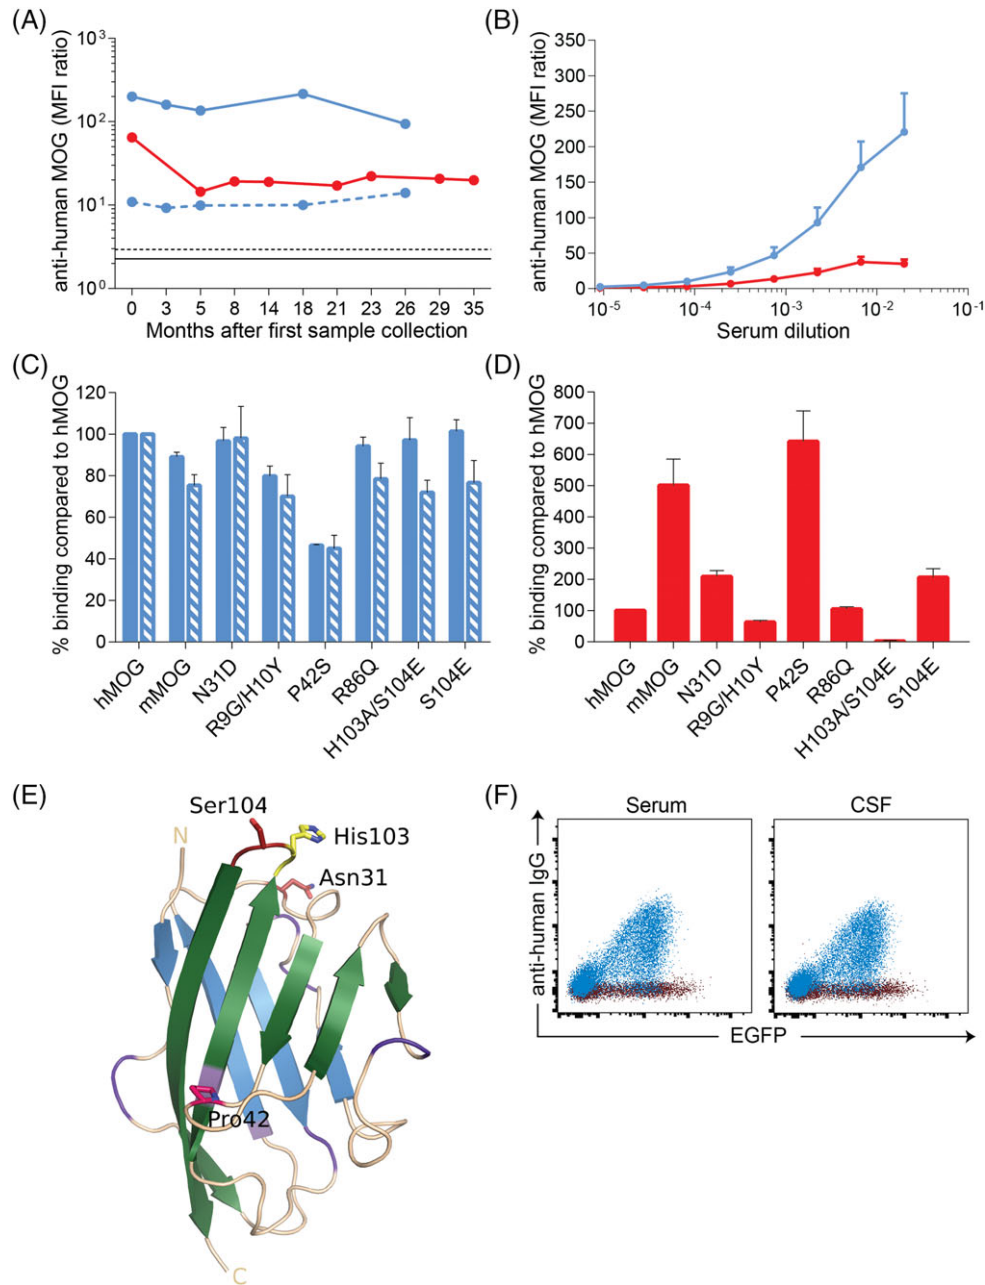 (A)
anti-human MOG (MFI ratio)
10³
10²
10¹
10⁰
0 3 5 8 14 18 21 23 26 29 35
Months after first sample collection
(B)
anti-human MOG (MFI ratio)
350
300
250
200
150
100
50
0
10⁻⁵ 10⁻⁴ 10⁻³ 10⁻² 10⁻¹
Serum dilution
(C)
% binding compared to hMOG
120
100
80
60
40
20
0
hMOG
mMOG
N31D
R9G/H10Y
P42S
R86Q
H103A/S104E
S104E
(D)
% binding compared to hMOG
800
700
600
500
400
300
200
100
0
hMOG
mMOG
N31D
R9G/H10Y
P42S
R86Q
H103A/S104E
S104E
(E)
Ser104
N
His103
Asn31
Pro42
C
(F)
Serum CSF
anti-human IgG
EGFP